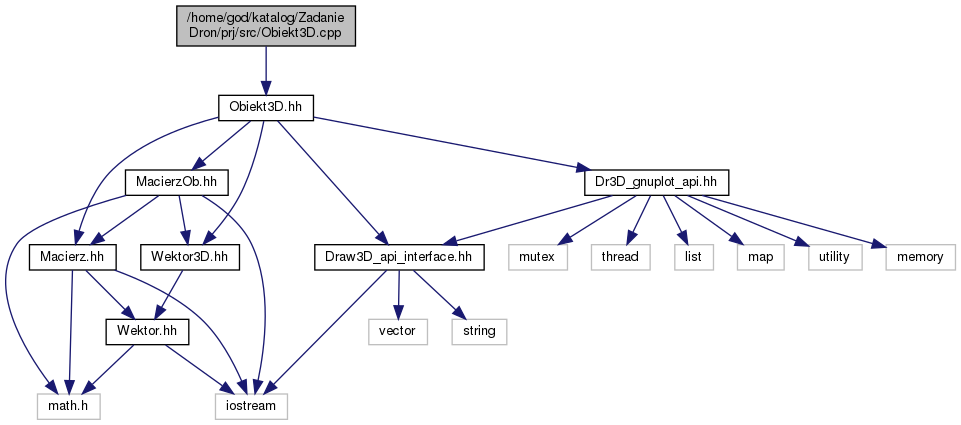 /home/god/katalog/Zadanie
Dron/prj/src/Obiekt3D.cpp
Obiekt3D.hh
MacierzOb.hh
Dr3D_gnuplot_api.hh
Macierz.hh
Wektor3D.hh
Draw3D_api_interface.hh
mutex
thread
list
map
utility
memory
Wektor.hh
vector
string
math.h
iostream